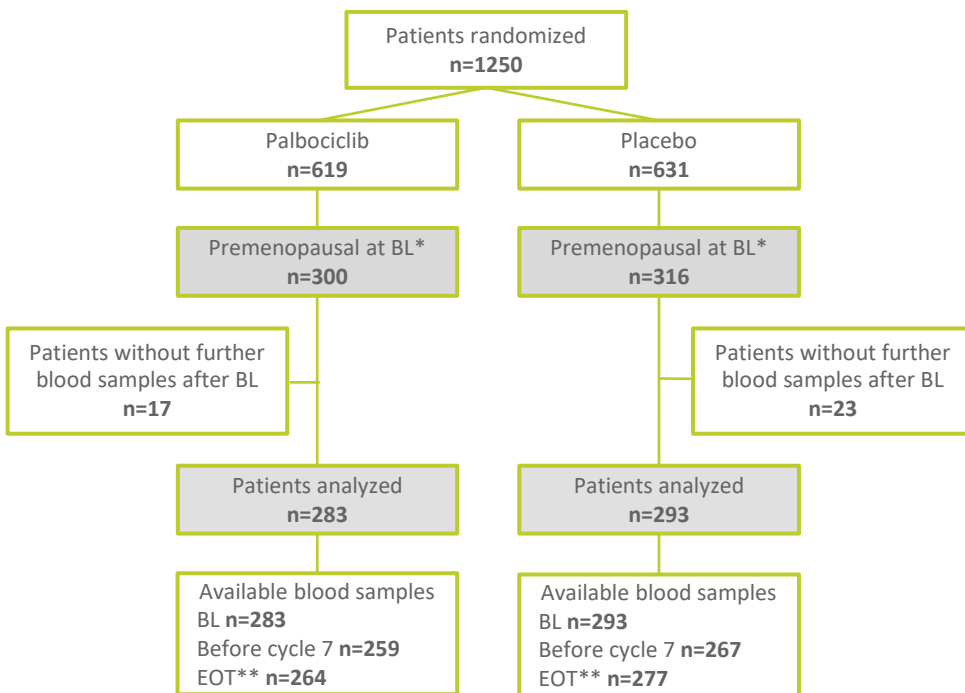 Patients randomized
n=1250
Palbociclib
n=619
Placebo
n=631
Premenopausal at BL*
n=300
Premenopausal at BL*
n=316
Patients without further
blood samples after BL
n=17
Patients without further
blood samples after BL
n=23
Patients analyzed
n=283
Patients analyzed
n=293
Available blood samples
BL n=283
Before cycle 7 n=259
EOT** n=264
Available blood samples
BL n=293
Before cycle 7 n=267
EOT** n=277